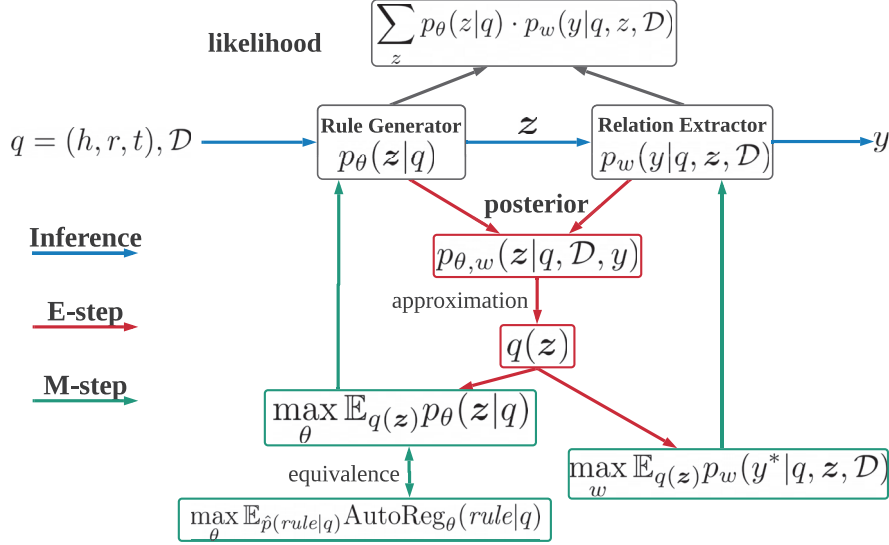 likelihood
∑_z p_θ(z|q) · p_w(y|q, z, 𝒟)
q = (h, r, t), 𝒟
Rule Generator
p_θ(𝒛|q)
𝒛
Relation Extractor
p_w(y|q, 𝒛, 𝒟)
y
posterior
p_{θ,w}(𝒛|q, 𝒟, y)
Inference
approximation
E-step
q(𝒛)
M-step
max_θ 𝔼_{q(𝒛)} p_θ(𝒛|q)
equivalence
max_w 𝔼_{q(𝒛)} p_w(y*|q, 𝒛, 𝒟)
max_θ 𝔼_{p̂(rule|q)} AutoReg_θ(rule|q)